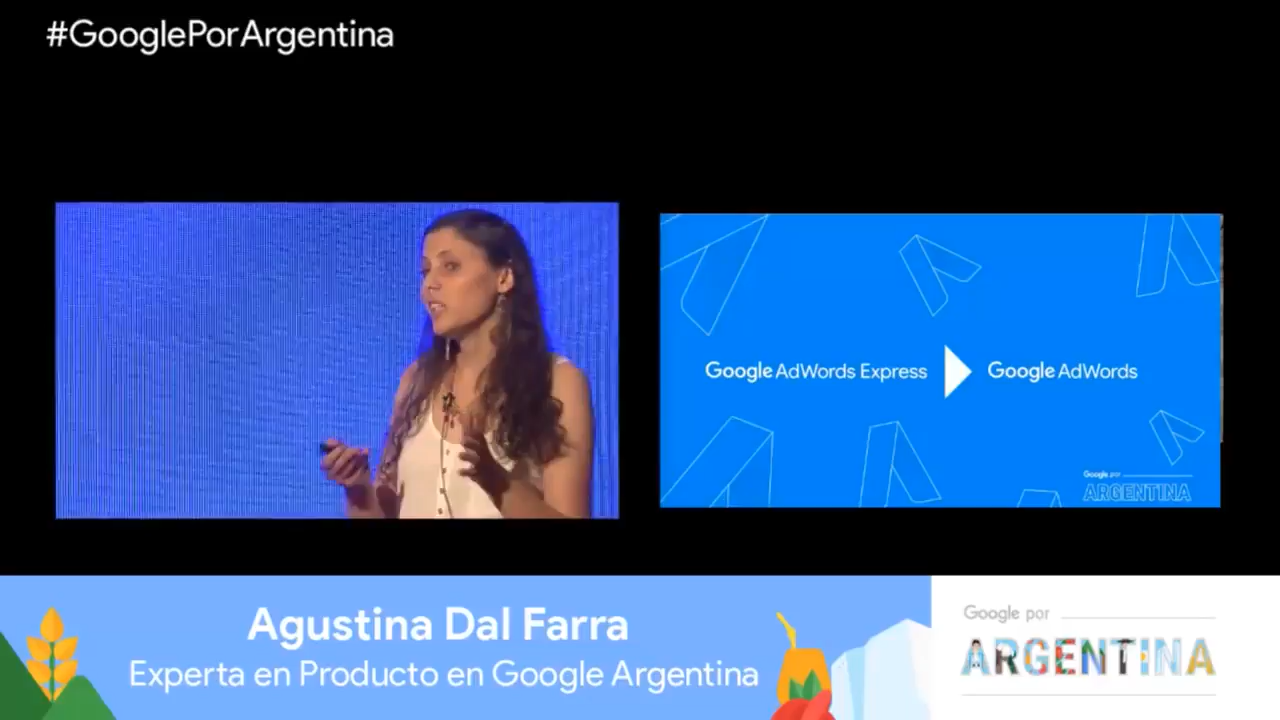 #GooglePorArgentina
Google AdWords Express
Google AdWords
Google por
ARGENTINA
Agustina Dal Farra
Experta en Producto en Google Argentina
Google por
ARGENTINA